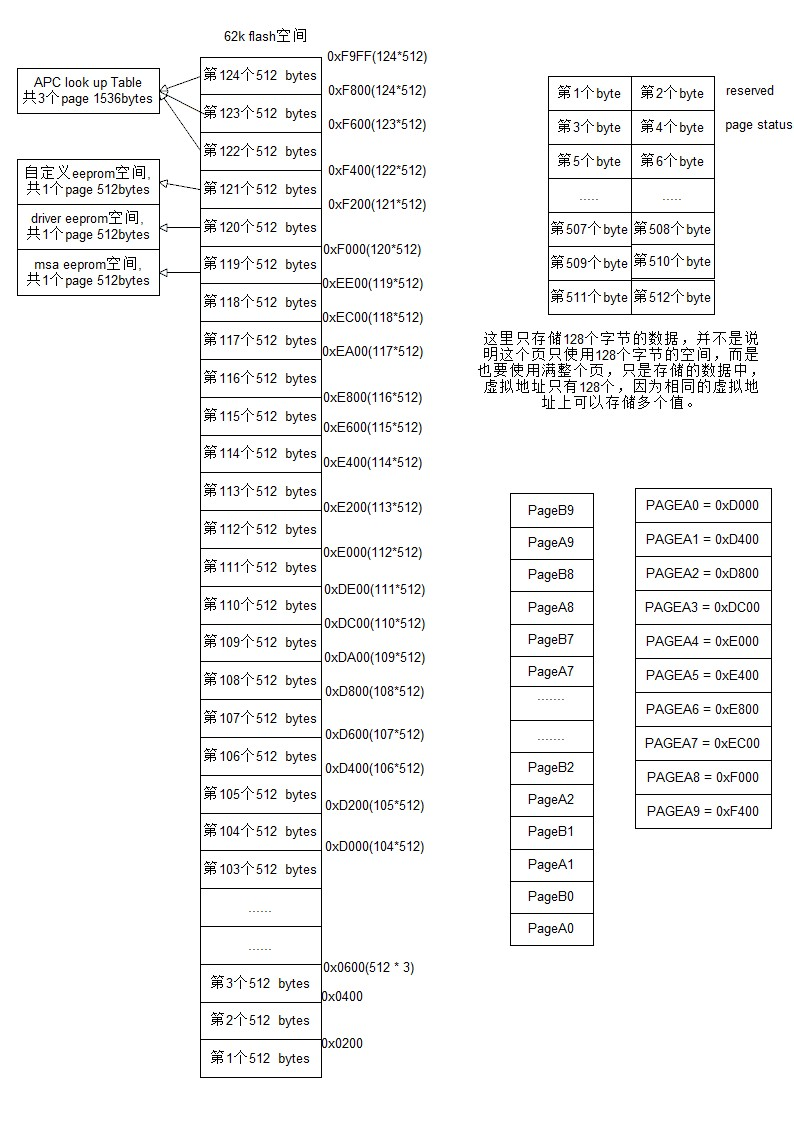 62k flash空间
APC look up Table
共3个page 1536bytes
自定义eeprom空间,
共1个page 512bytes
driver eeprom空间,
共1个page 512bytes
msa eeprom空间,
共1个page 512bytes
第124个512 bytes
第123个512 bytes
第122个512 bytes
第121个512 bytes
第120个512 bytes
第119个512 bytes
第118个512 bytes
第117个512 bytes
第116个512 bytes
第115个512 bytes
第114个512 bytes
第113个512 bytes
第112个512 bytes
第111个512 bytes
第110个512 bytes
第109个512 bytes
第108个512 bytes
第107个512 bytes
第106个512 bytes
第105个512 bytes
第104个512 bytes
第103个512 bytes
......
......
第3个512 bytes
第2个512 bytes
第1个512 bytes
0xF9FF(124*512)
0xF800(124*512)
0xF600(123*512)
0xF400(122*512)
0xF200(121*512)
0xF000(120*512)
0xEE00(119*512)
0xEC00(118*512)
0xEA00(117*512)
0xE800(116*512)
0xE600(115*512)
0xE400(114*512)
0xE200(113*512)
0xE000(112*512)
0xDE00(111*512)
0xDC00(110*512)
0xDA00(109*512)
0xD800(108*512)
0xD600(107*512)
0xD400(106*512)
0xD200(105*512)
0xD000(104*512)
0x0600(512 * 3)
0x0400
0x0200
第1个byte 第2个byte reserved
第3个byte 第4个byte page status
第5个byte 第6个byte
..... .....
第507个byte 第508个byte
第509个byte 第510个byte
第511个byte 第512个byte
这里只存储128个字节的数据，并不是说
明这个页只使用128个字节的空间，而是
也要使用满整个页，只是存储的数据中，
虚拟地址只有128个，因为相同的虚拟地
址上可以存储多个值。
PageB9
PageA9
PageB8
PageA8
PageB7
PageA7
.......
.......
PageB2
PageA2
PageB1
PageA1
PageB0
PageA0
PAGEA0 = 0xD000
PAGEA1 = 0xD400
PAGEA2 = 0xD800
PAGEA3 = 0xDC00
PAGEA4 = 0xE000
PAGEA5 = 0xE400
PAGEA6 = 0xE800
PAGEA7 = 0xEC00
PAGEA8 = 0xF000
PAGEA9 = 0xF400